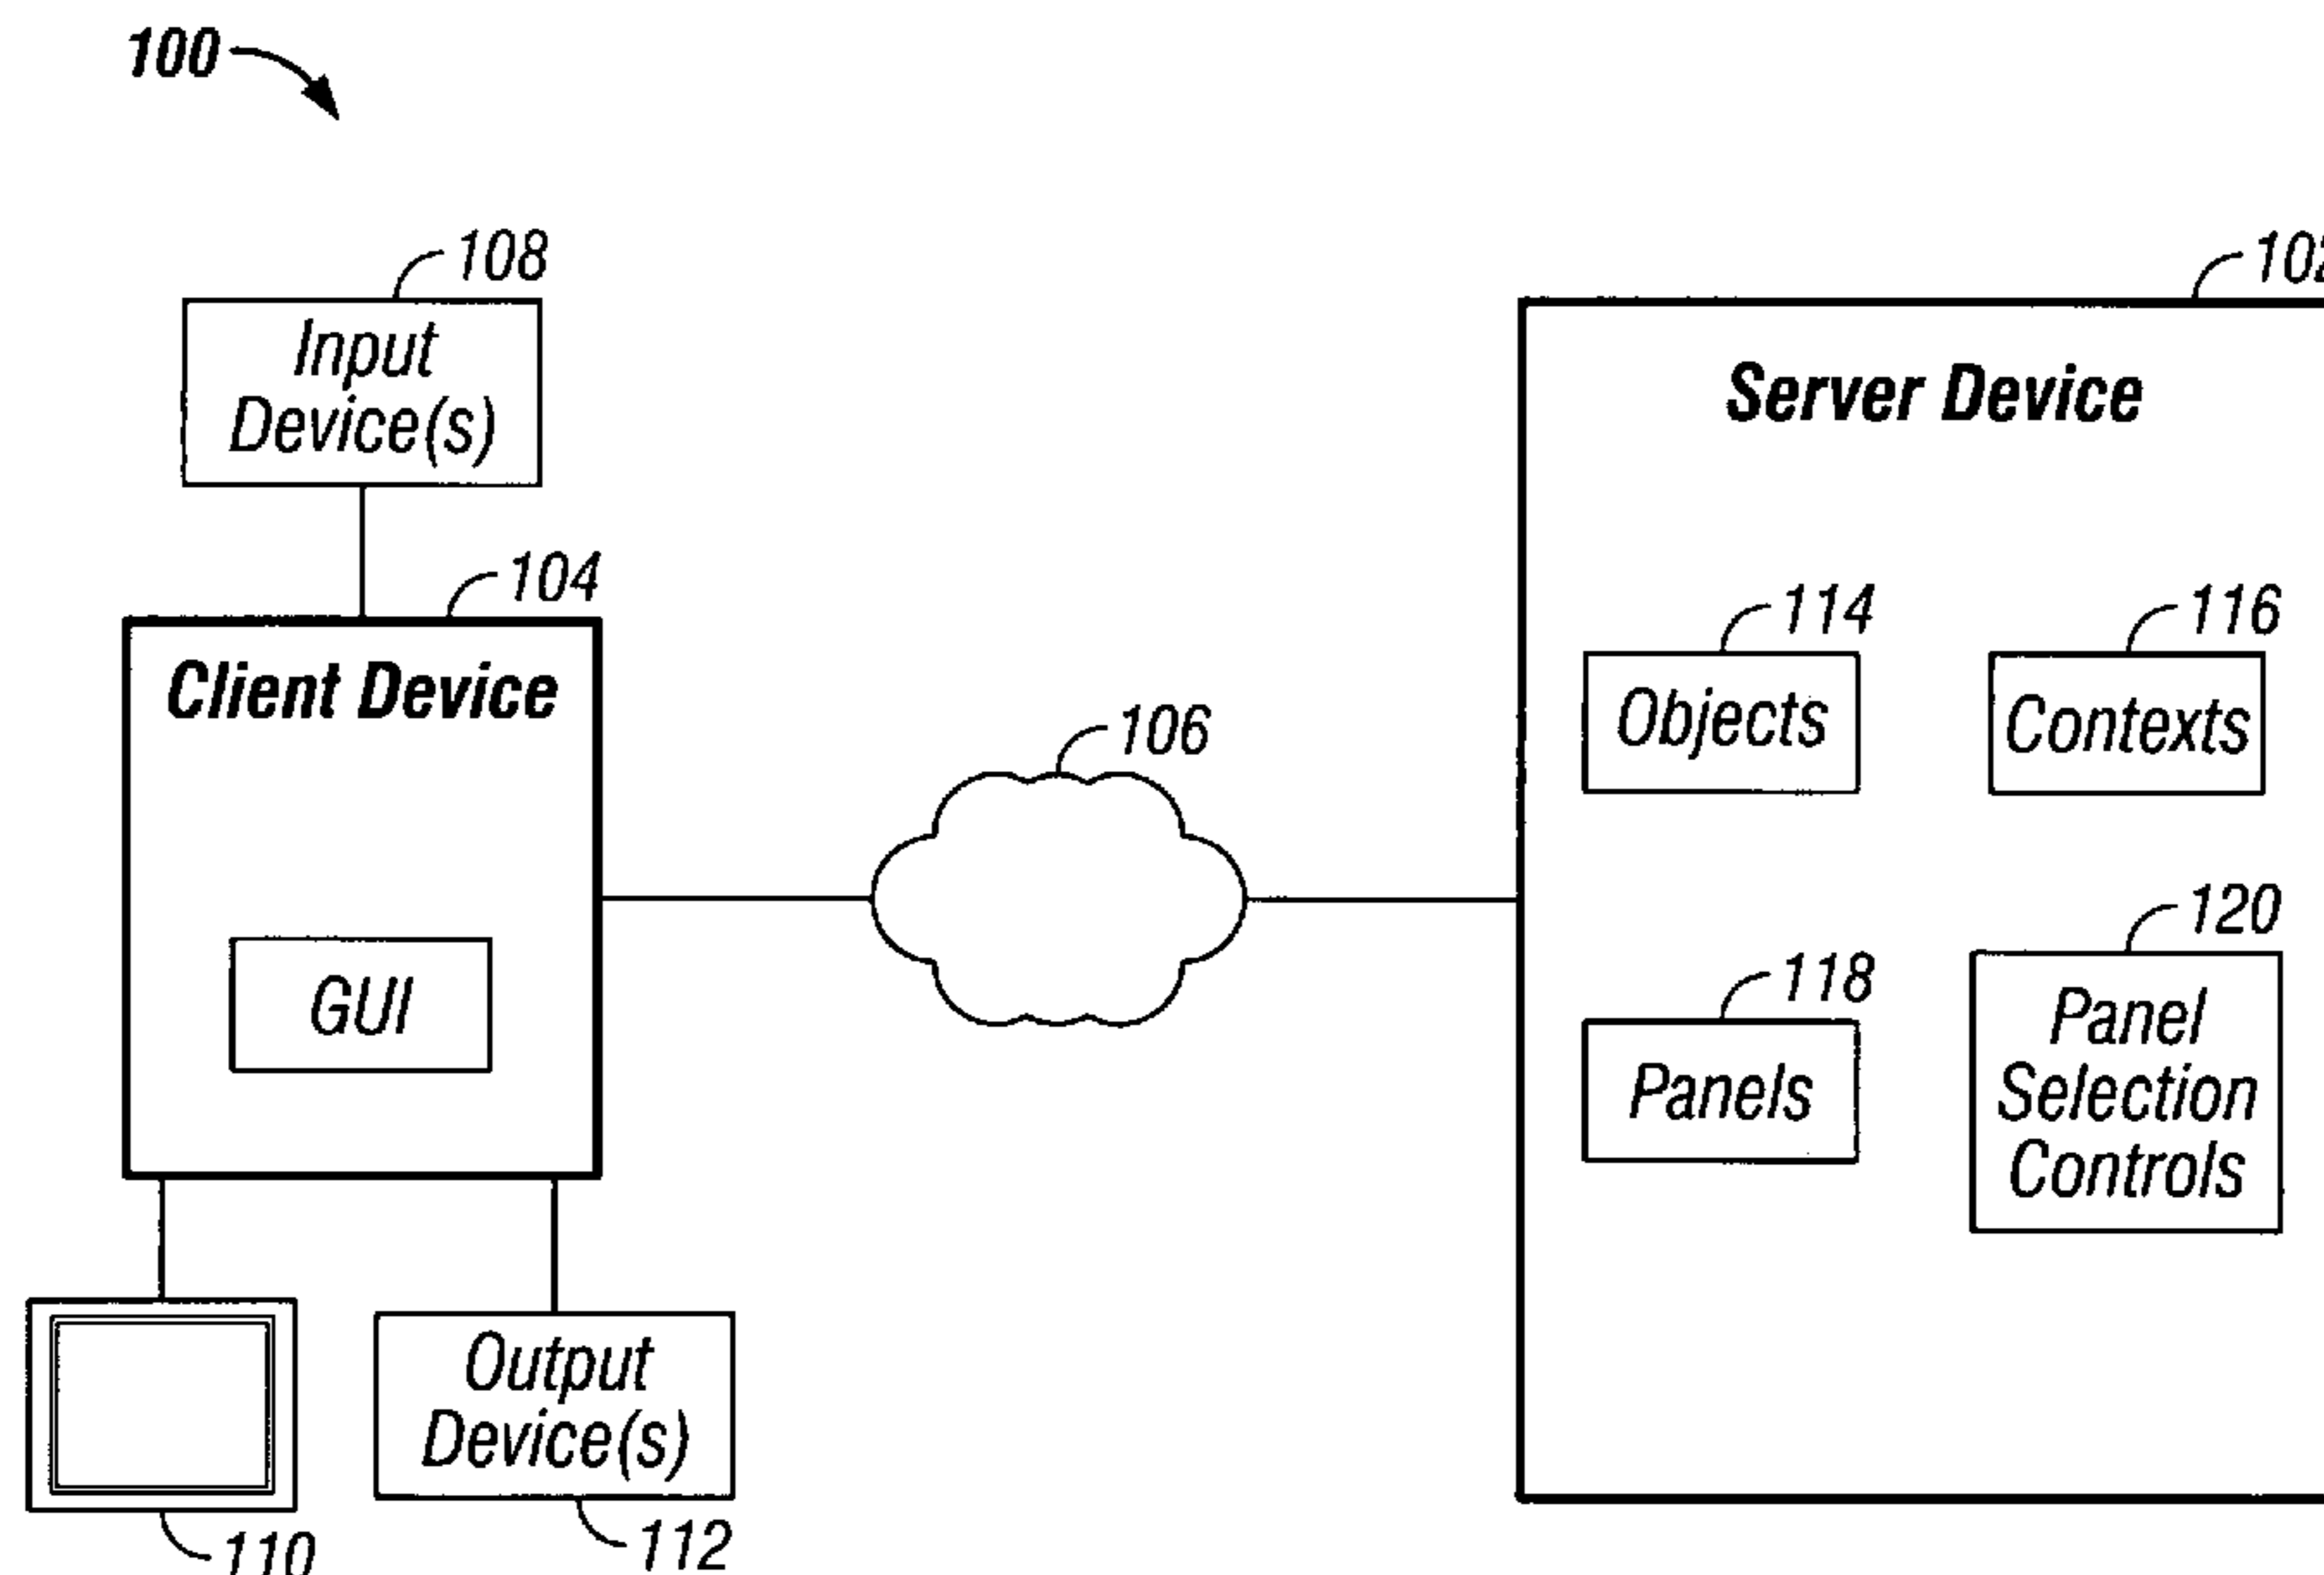 100
108
Input
Device(s)
104
Client Device
GUI
110
Output
Device(s)
112
106
Server Device
114
Objects
116
Contexts
118
Panels
120
Panel
Selection
Controls